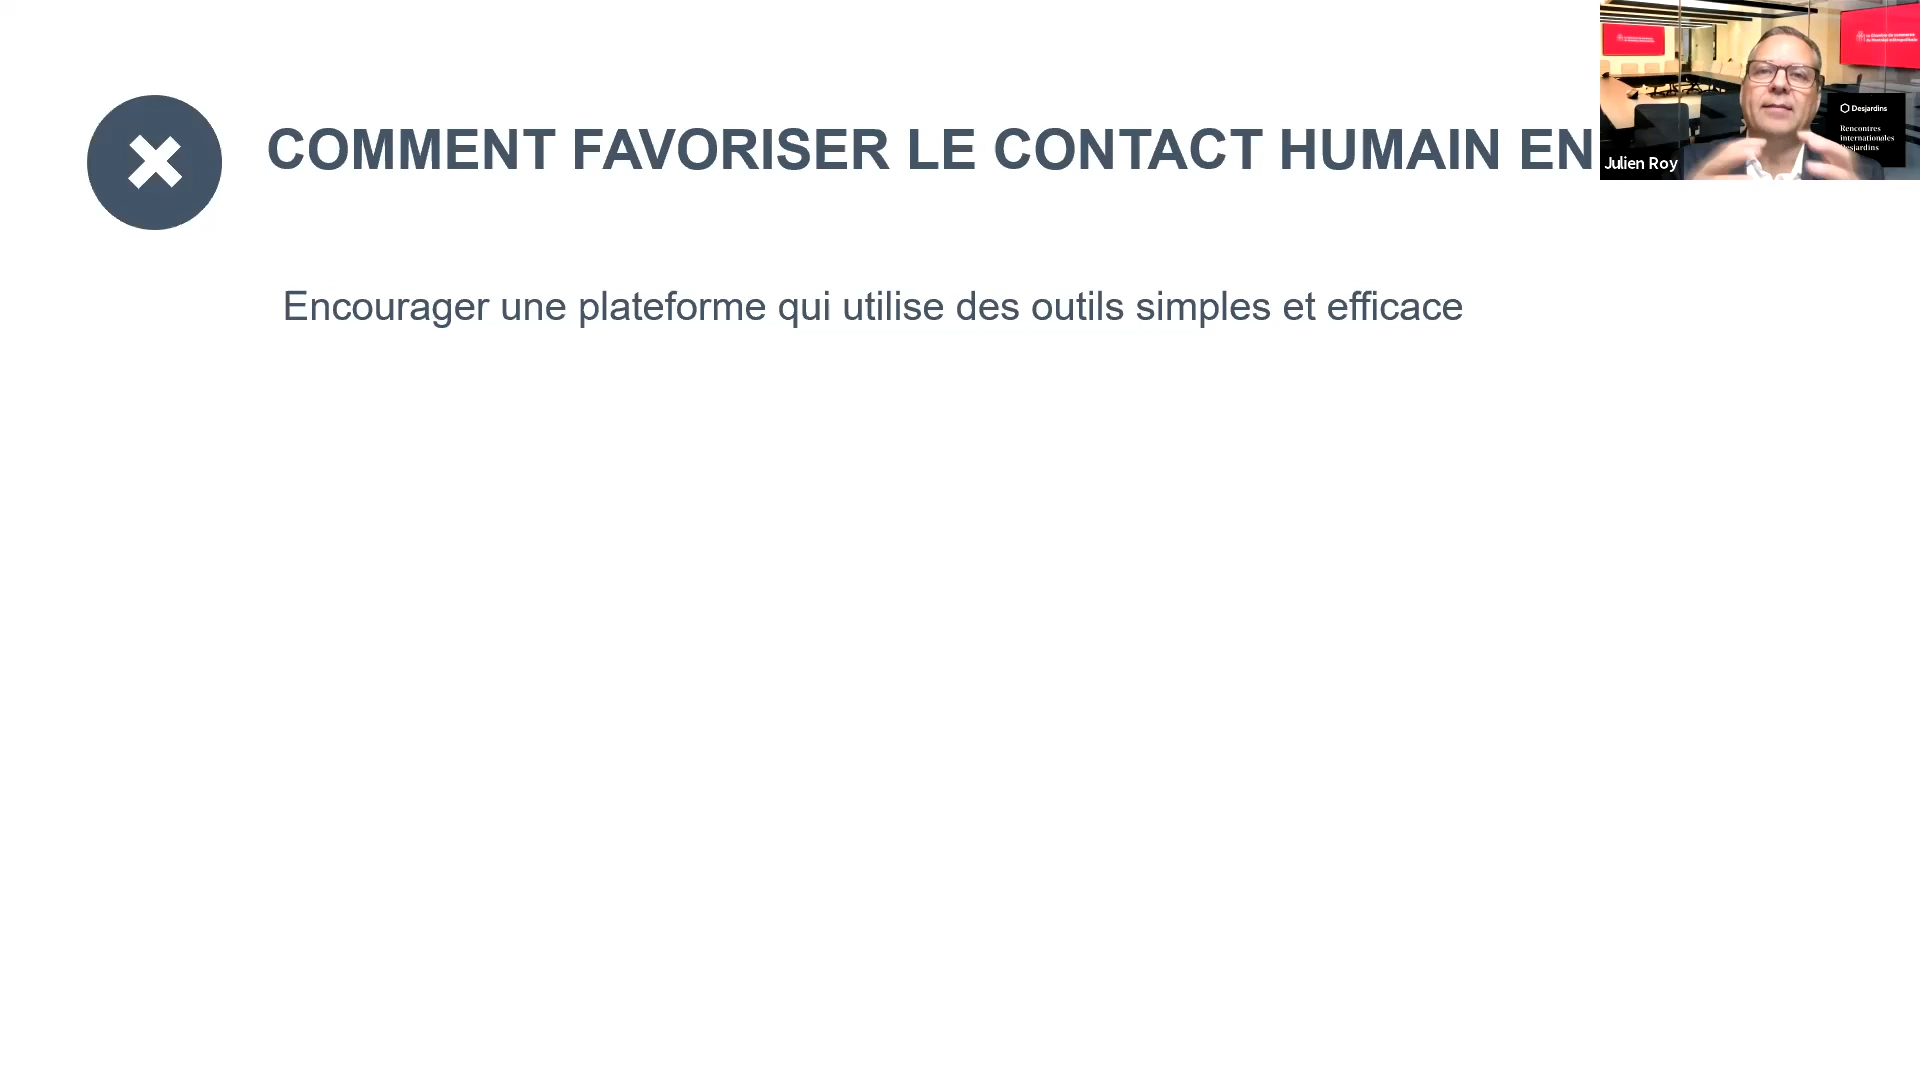 COMMENT FAVORISER LE CONTACT HUMAIN EN
Encourager une plateforme qui utilise des outils simples et efficace
Desjardins
Rencontres
internationales
Desjardins
Julien Roy